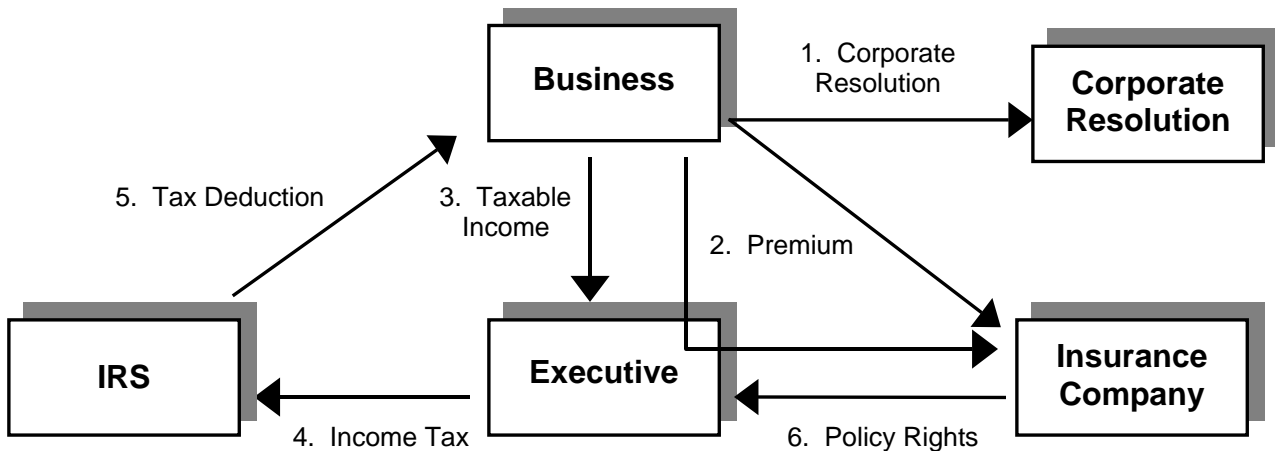 Business
1. Corporate
Resolution
Corporate
Resolution
5. Tax Deduction
3. Taxable
Income
2. Premium
IRS
Executive
Insurance
Company
4. Income Tax
6. Policy Rights